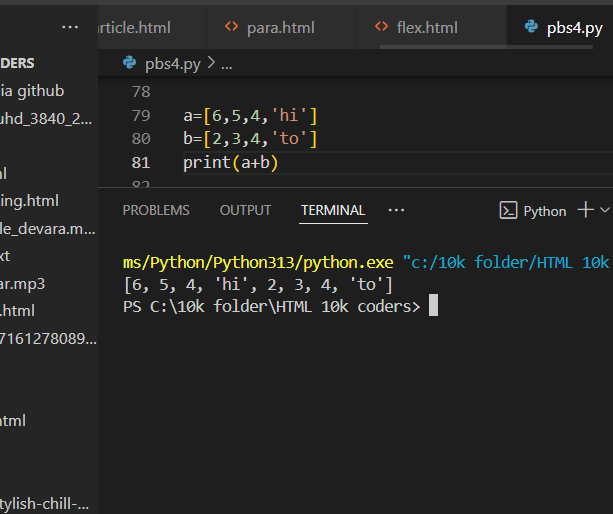 rticle.html
<> para.html
<> flex.html
pbs4.py
DERS
ia github
uhd_3840_2...
ml
ing.html
le_devara.m...
xt
ar.mp3
.html
7161278089...
html
tylish-chill-...
pbs4.py > ...
78
79 a=[6,5,4,'hi']
80 b=[2,3,4,'to']
81 print(a+b)
82
PROBLEMS OUTPUT TERMINAL ...
Python
ms/Python/Python313/python.exe "c:/10k folder/HTML 10k
[6, 5, 4, 'hi', 2, 3, 4, 'to']
PS C:\10k folder\HTML 10k coders>